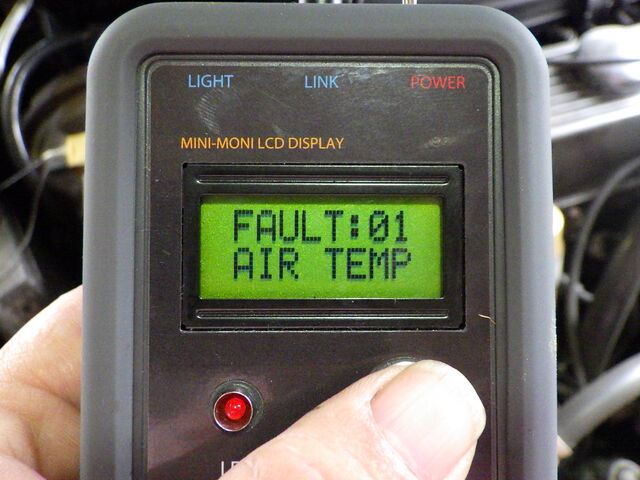 LIGHT LINK POWER
MINI-MONI LCD DISPLAY
FAULT:01
AIR TEMP